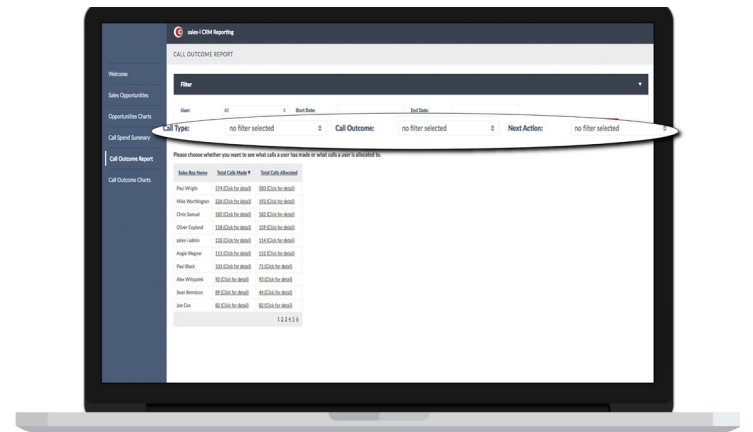 sales-i CRM Reporting
CALL OUTCOME REPORT
Welcome
Sales Opportunities
Opportunities Charts
Call Spend Summary
Call Outcome Report
Call Outcome Charts
Filter
User: All Start Date: End Date:
Call Type: no filter selected Call Outcome: no filter selected Next Action: no filter selected
Please choose whether you want to see what calls a user has made or what calls a user is allocated to.
Sales Rep Name Total Calls Made ▼ Total Calls Allocated
Paul Wright 574 (Click for detail) 580 (Click for detail)
Mike Worthington 226 (Click for detail) 192 (Click for detail)
Chris Samuel 183 (Click for detail) 182 (Click for detail)
Oliver Copland 158 (Click for detail) 159 (Click for detail)
sales-i admin 132 (Click for detail) 114 (Click for detail)
Angie Wagner 111 (Click for detail) 112 (Click for detail)
Paul Black 101 (Click for detail) 71 (Click for detail)
Alex Witcpalek 92 (Click for detail) 93 (Click for detail)
Sean Bennison 89 (Click for detail) 44 (Click for detail)
Joe Cox 82 (Click for detail) 82 (Click for detail)
1 2 3 4 5 6